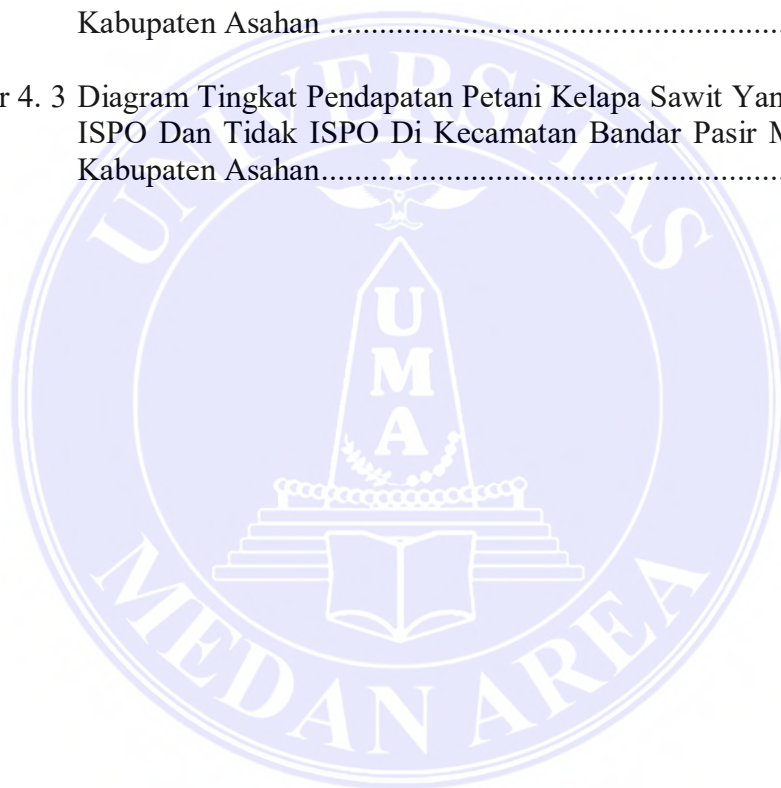 Kabupaten Asahan ................................................
r 4. 3 Diagram Tingkat Pendapatan Petani Kelapa Sawit Yan
ISPO Dan Tidak ISPO Di Kecamatan Bandar Pasir M
Kabupaten Asahan.................................................
UNIVERSITAS
UMA
MEDAN AREA